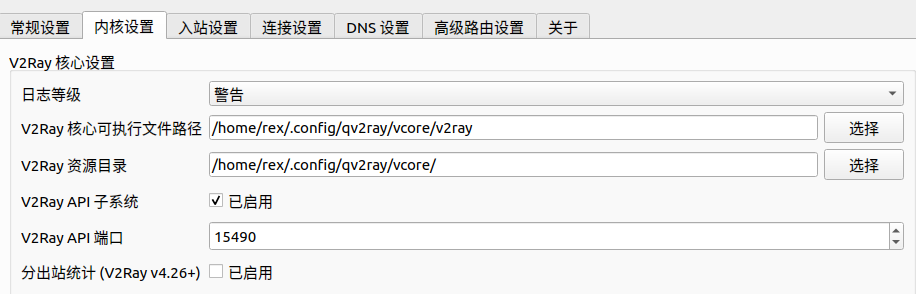 常规设置 内核设置 入站设置 连接设置 DNS 设置 高级路由设置 关于
V2Ray 核心设置
日志等级 警告
V2Ray 核心可执行文件路径 /home/rex/.config/qv2ray/vcore/v2ray 选择
V2Ray 资源目录 /home/rex/.config/qv2ray/vcore/ 选择
V2Ray API 子系统 已启用
V2Ray API 端口 15490
分出站统计 (V2Ray v4.26+) 已启用